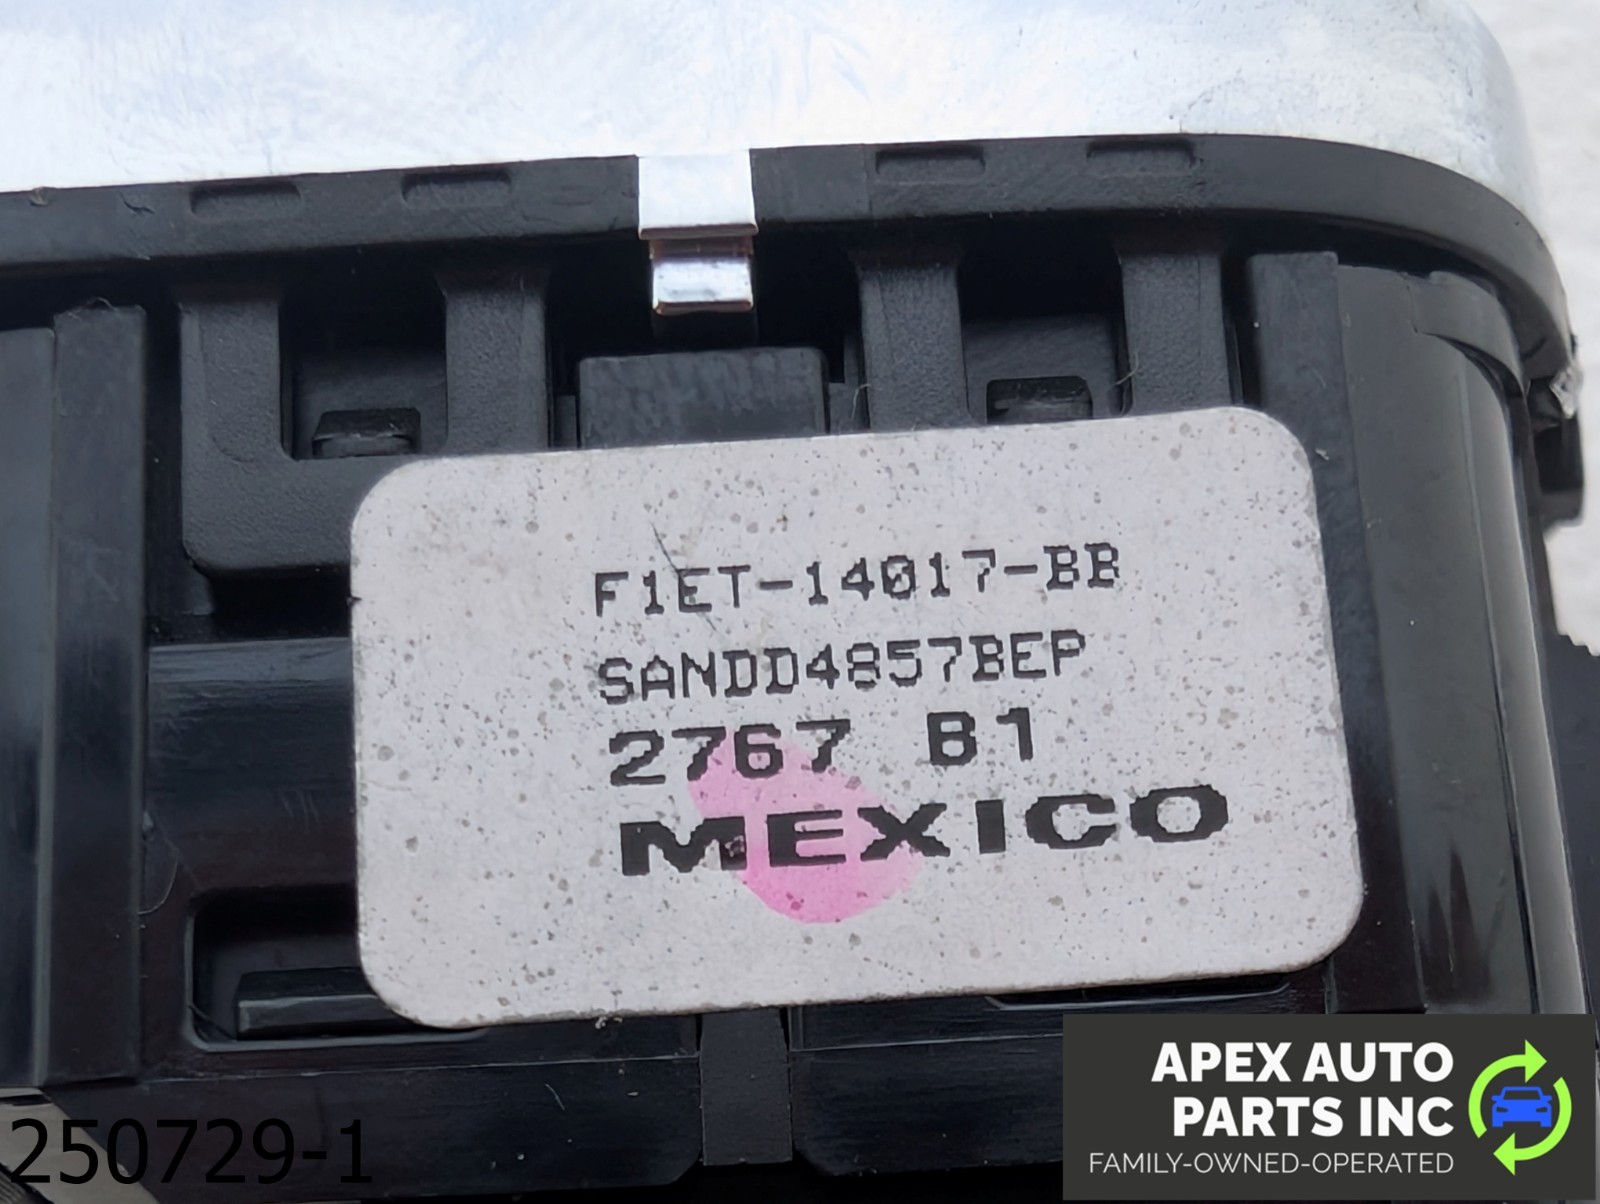 F1ET-14017-BB
SANDD4857BEP
2767 B1
MEXICO
250729-1
APEX AUTO
PARTS INC
FAMILY-OWNED-OPERATED